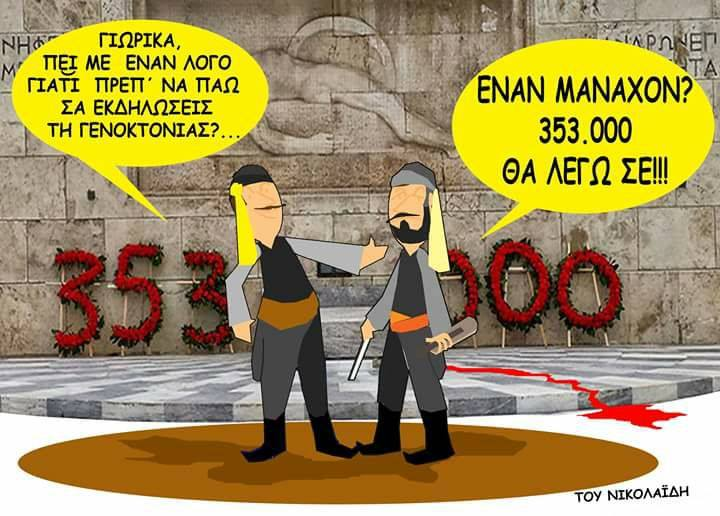 ΓΙΩΡΙΚΑ,
ΠΕΙ ΜΕ ΕΝΑΝ ΛΟΓΟ
ΓΙΑΤΪ ΠΡΕΠ΄ ΝΑ ΠΑΩ
ΣΑ ΕΚΔΗΛΩΣΕΙΣ
ΤΗ ΓΕΝΟΚΤΟΝΙΑΣ?...
ΕΝΑΝ ΜΑΝΑΧΟΝ?
353.000
ΘΑ ΛΕΓΩ ΣΕ!!!
353 000
ΤΟΥ ΝΙΚΟΛΑΪΔΗ